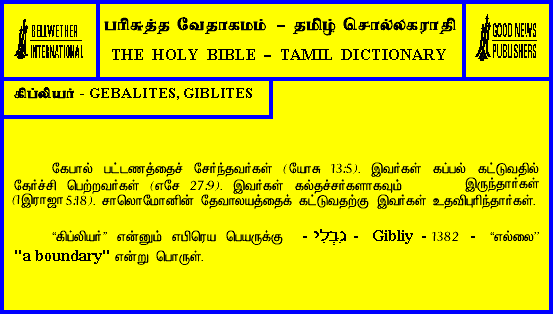 BELLWETHER
INTERNATIONAL
பரிசுத்த வேதாகமம் – தமிழ் சொல்லகராதி
THE HOLY BIBLE – TAMIL DICTIONARY
GOOD NEWS
PUBLISHERS
கிப்லியர் - GEBALITES, GIBLITES
கேபால் பட்டணத்தைச் சேர்ந்தவர்கள் (யோசு 13:5). இவர்கள் கப்பல் கட்டுவதில்
தேர்ச்சி பெற்றவர்கள் (எசே 27:9). இவர்கள் கல்தச்சர்களாகவும் இருந்தார்கள்
(1இராஜா 5:18). சாலொமோனின் தேவாலயத்தைக் கட்டுவதற்கு இவர்கள் உதவிபுரிந்தார்கள்.
“கிப்லியர்” என்னும் எபிரெய பெயருக்கு - גִּבְלִי - Gibliy - 1382 - “எல்லை”
"a boundary" என்று பொருள்.